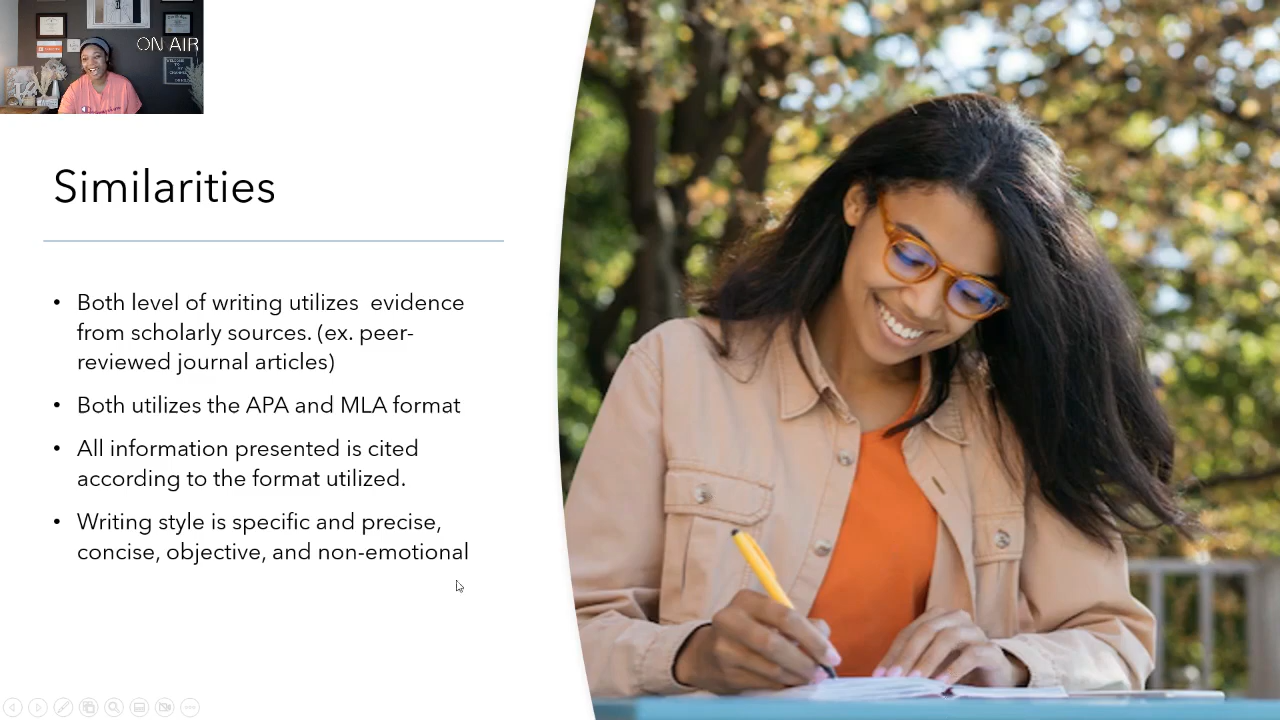 ON AIR
Similarities
• Both level of writing utilizes  evidence
from scholarly sources. (ex. peer-
reviewed journal articles)
• Both utilizes the APA and MLA format
• All information presented is cited
according to the format utilized.
• Writing style is specific and precise,
concise, objective, and non-emotional